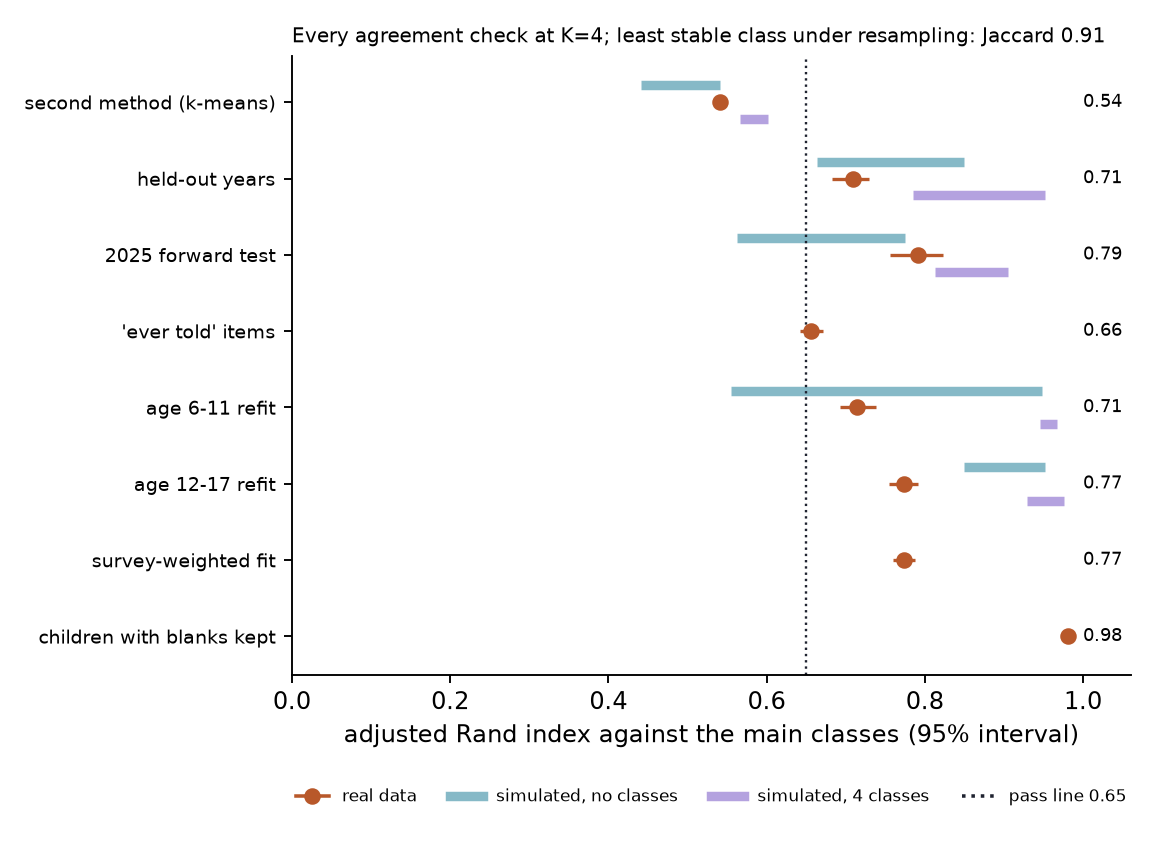 Every agreement check at K=4; least stable class under resampling: Jaccard 0.91
second method (k-means) 0.54
held-out years 0.71
2025 forward test 0.79
'ever told' items 0.66
age 6-11 refit 0.71
age 12-17 refit 0.77
survey-weighted fit 0.77
children with blanks kept 0.98
0.0 0.2 0.4 0.6 0.8 1.0
adjusted Rand index against the main classes (95% interval)
real data simulated, no classes simulated, 4 classes pass line 0.65